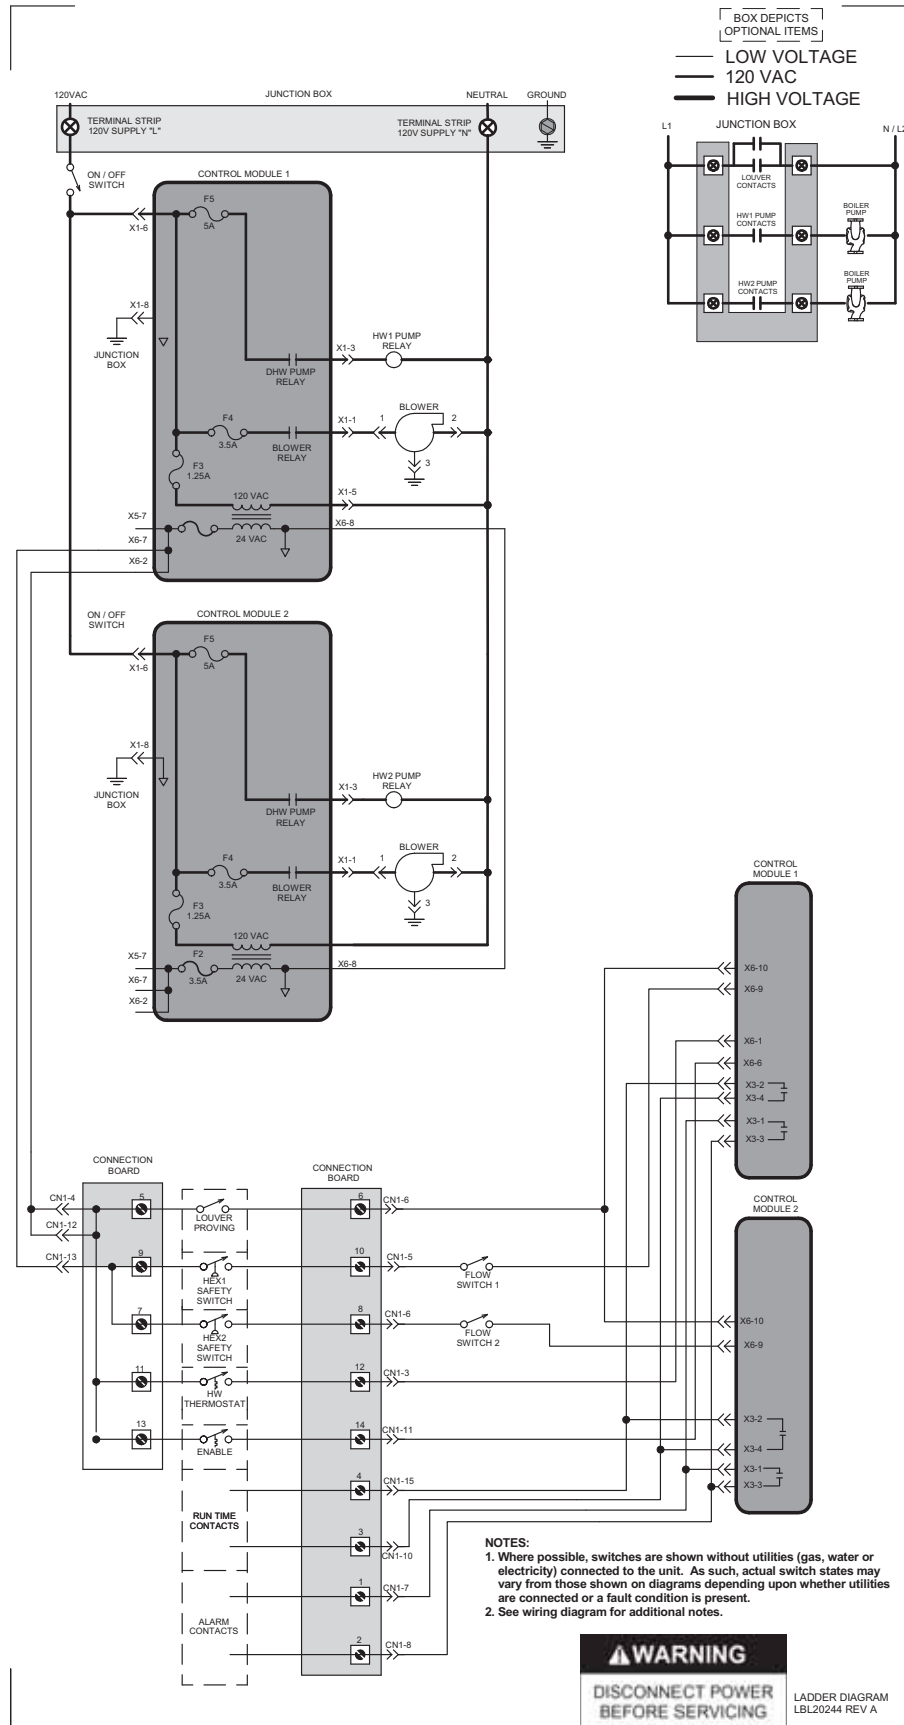 BOX DEPICTS
OPTIONAL ITEMS
LOW VOLTAGE
120 VAC
HIGH VOLTAGE
120VAC
JUNCTION BOX
NEUTRAL
GROUND
TERMINAL STRIP
120V SUPPLY "L"
TERMINAL STRIP
120V SUPPLY "N"
L1
JUNCTION BOX
N / L2
LOUVER
CONTACTS
HW1 PUMP
CONTACTS
BOILER
PUMP
HW2 PUMP
CONTACTS
BOILER
PUMP
ON / OFF
SWITCH
CONTROL MODULE 1
F5
5A
X1-6
X1-8
JUNCTION
BOX
X1-3
HW1 PUMP
RELAY
DHW PUMP
RELAY
F4
3.5A
BLOWER
RELAY
X1-1
1
BLOWER
2
3
F3
1.25A
120 VAC
X1-5
X5-7
X6-7
X6-2
24 VAC
X6-8
ON / OFF
SWITCH
CONTROL MODULE 2
F5
5A
X1-6
X1-8
JUNCTION
BOX
X1-3
HW2 PUMP
RELAY
DHW PUMP
RELAY
F4
3.5A
BLOWER
RELAY
X1-1
1
BLOWER
2
3
F3
1.25A
120 VAC
X5-7
X6-7
X6-2
F2
3.5A
24 VAC
X6-8
CONTROL
MODULE 1
X6-10
X6-9
X6-1
X6-6
X3-2
X3-4
X3-1
X3-3
CONTROL
MODULE 2
X6-10
X6-9
X3-2
X3-4
X3-1
X3-3
CONNECTION
BOARD
CONNECTION
BOARD
CN1-4
CN1-12
CN1-13
5
LOUVER
PROVING
6
CN1-6
9
HEX1
SAFETY
SWITCH
10
CN1-5
FLOW
SWITCH 1
7
HEX2
SAFETY
SWITCH
8
CN1-6
FLOW
SWITCH 2
11
HW
THERMOSTAT
12
CN1-3
13
ENABLE
14
CN1-11
RUN TIME
CONTACTS
4
CN1-15
3
CN1-10
ALARM
CONTACTS
1
CN1-7
2
CN1-8
NOTES:
1. Where possible, switches are shown without utilities (gas, water or
electricity) connected to the unit. As such, actual switch states may
vary from those shown on diagrams depending upon whether utilities
are connected or a fault condition is present.
2. See wiring diagram for additional notes.
WARNING
DISCONNECT POWER
BEFORE SERVICING
LADDER DIAGRAM
LBL20244 REV A